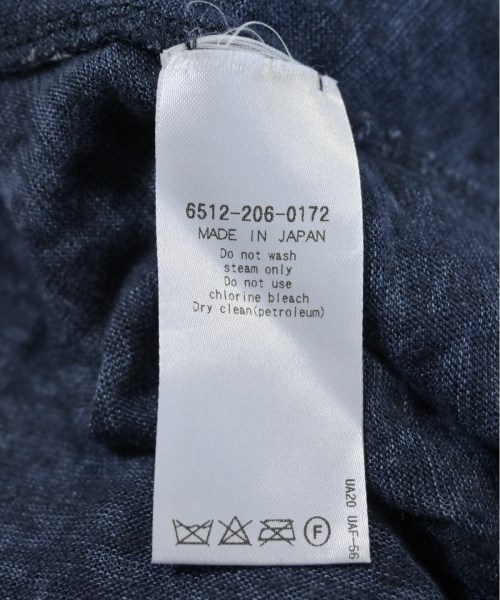 6512-206-0172
MADE IN JAPAN
Do not wash
steam only
Do not use
chlorine bleach
Dry clean(petroleum)
UA20 UAF-56
F